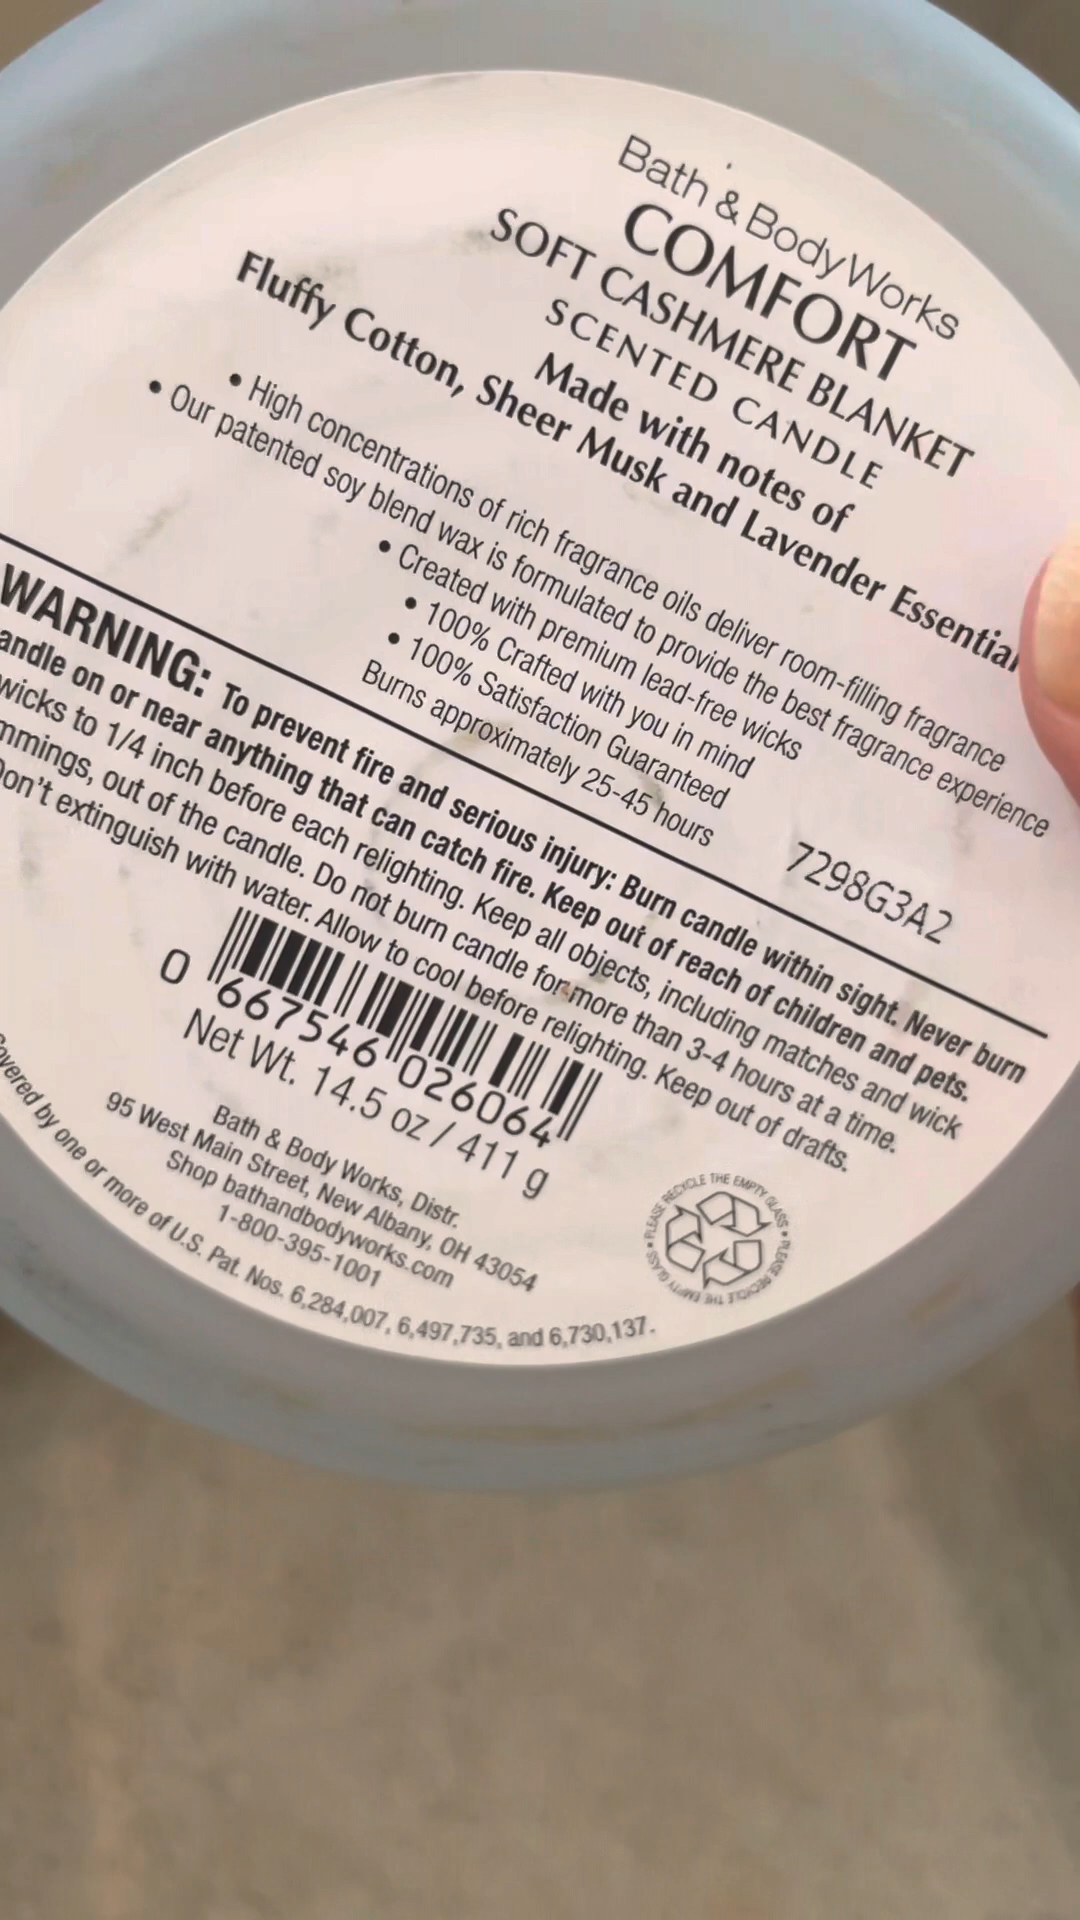 Bath & Body Works
COMFORT
SOFT CASHMERE BLANKET
SCENTED CANDLE
Made with notes of
Fluffy Cotton, Sheer Musk and Lavender Essential
• High concentrations of rich fragrance oils deliver room-filling fragrance
• Our patented soy blend wax is formulated to provide the best fragrance experience
• Created with premium lead-free wicks
• 100% Crafted with you in mind
• 100% Satisfaction Guaranteed
Burns approximately 25-45 hours
7298G3A2
WARNING: To prevent fire and serious injury: Burn candle within sight. Never burn
andle on or near anything that can catch fire. Keep out of reach of children and pets.
wicks to 1/4 inch before each relighting. Keep all objects, including matches and wick
mmings, out of the candle. Do not burn candle for more than 3-4 hours at a time.
Don't extinguish with water. Allow to cool before relighting. Keep out of drafts.
0 667546 026064
Net Wt. 14.5 oz / 411 g
Bath & Body Works, Distr.
95 West Main Street, New Albany, OH 43054
Shop bathandbodyworks.com
1-800-395-1001
Covered by one or more of U.S. Pat. Nos. 6,284,007, 6,497,735, and 6,730,137.
PLEASE RECYCLE THE EMPTY GLASS • PLEASE RECYCLE THE EMPTY GLASS •